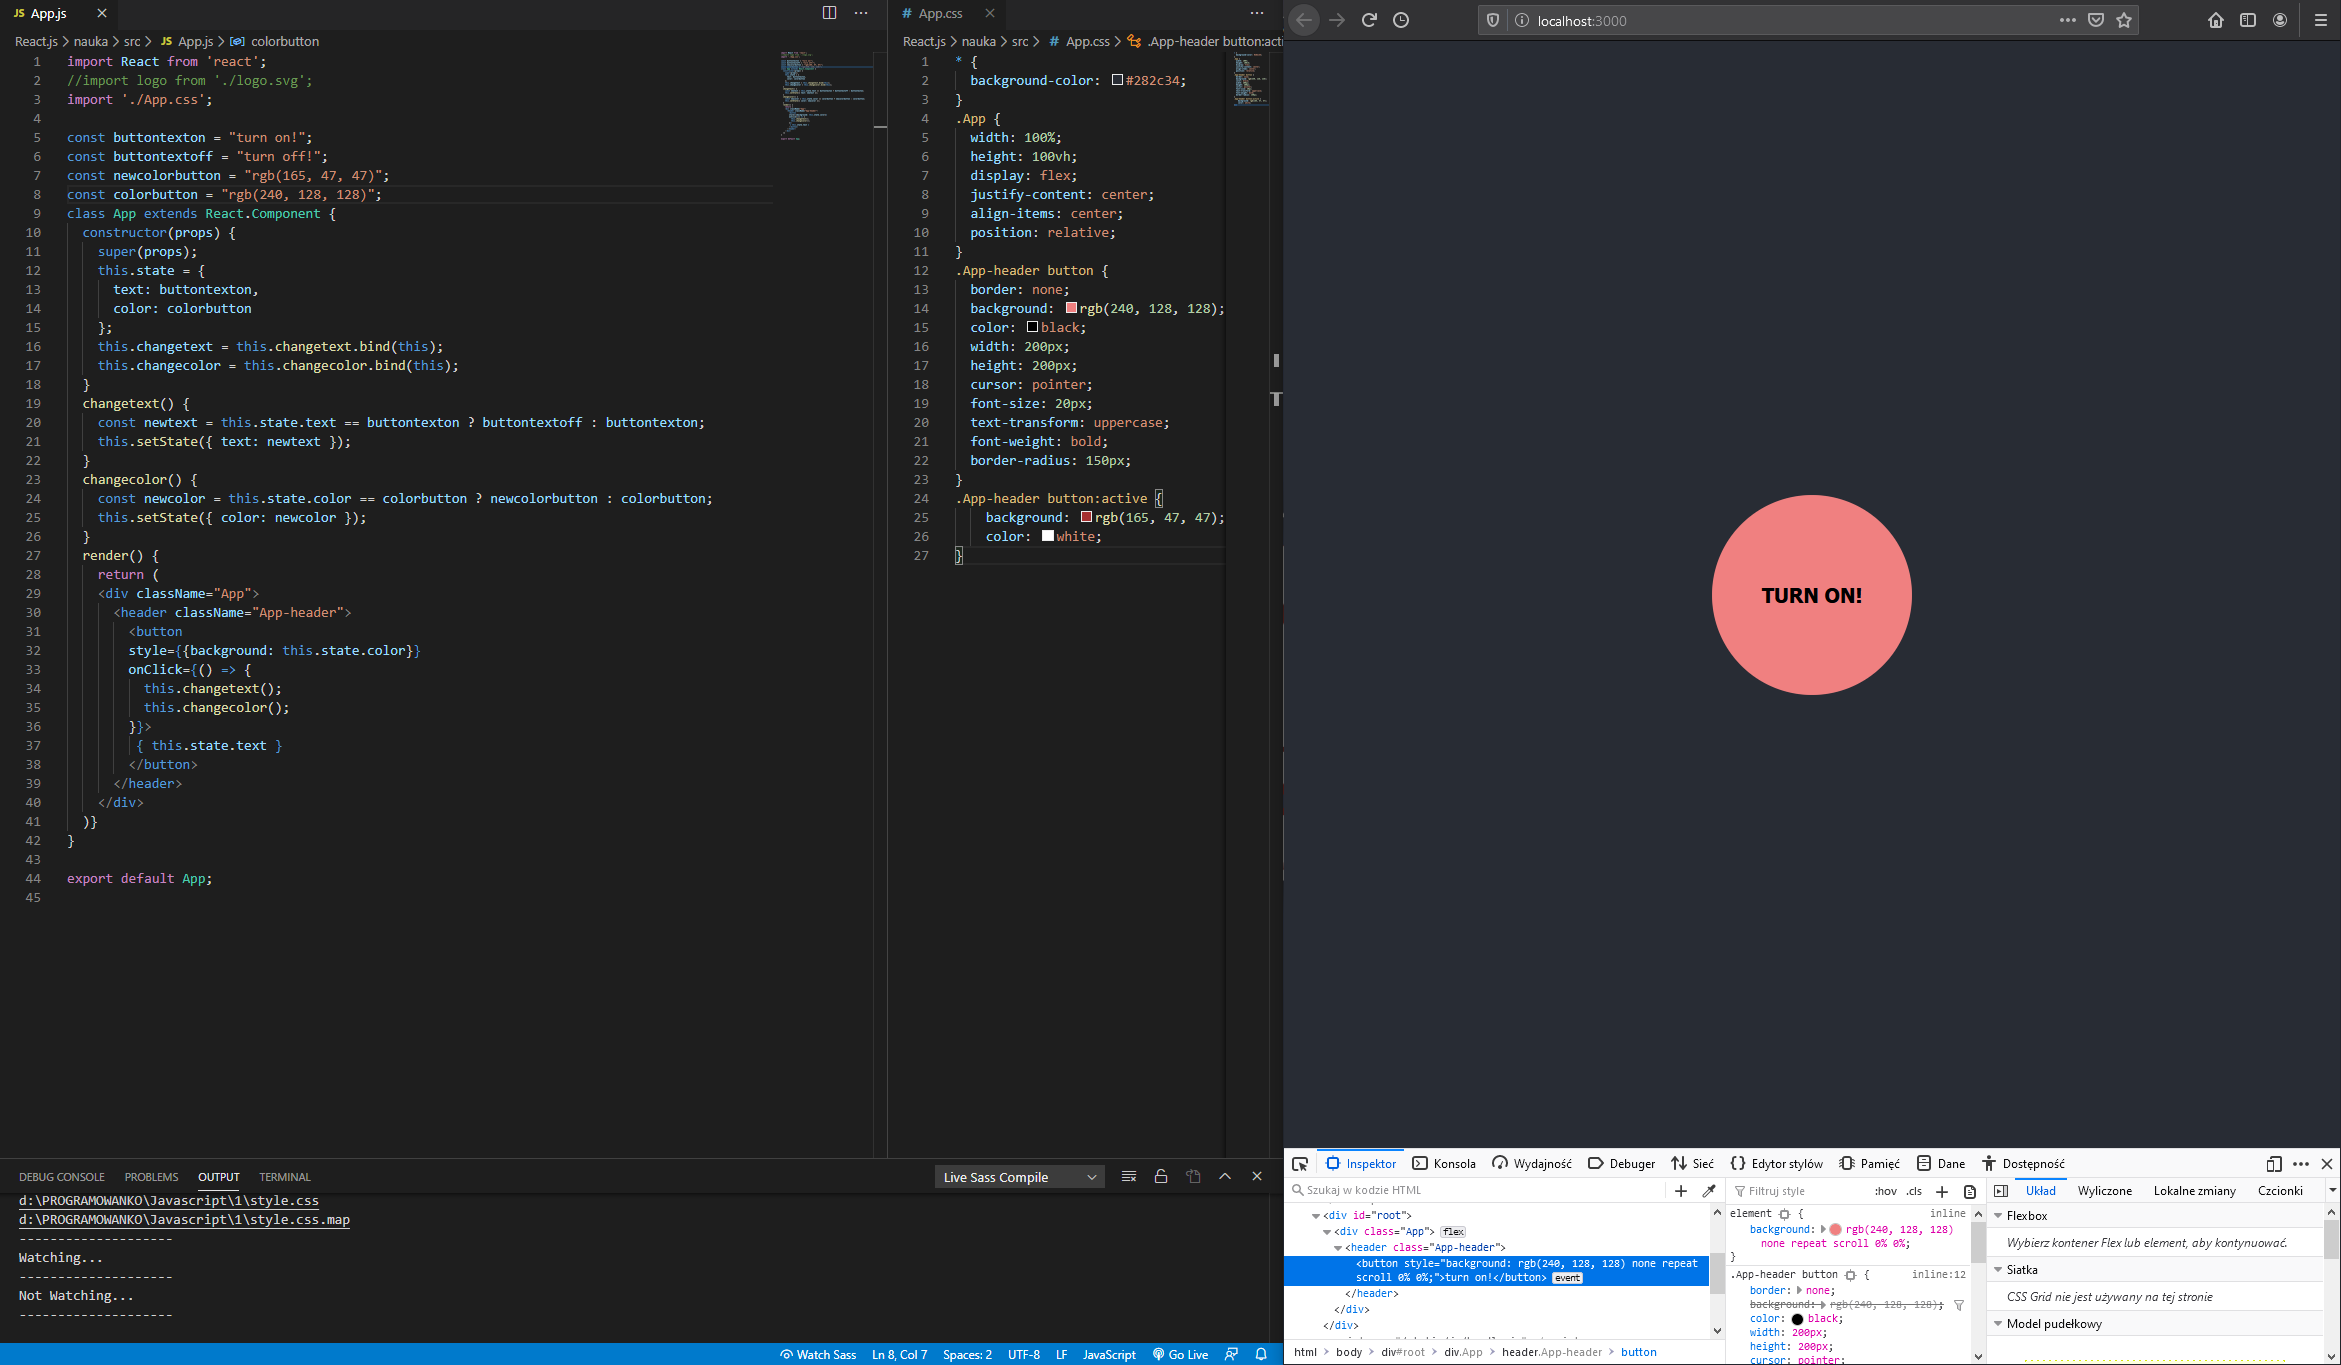 JS App.js
React.js > nauka > src > JS App.js > colorbutton
1 import React from 'react';
2 //import logo from './logo.svg';
3 import './App.css';
4
5 const buttontexton = "turn on!";
6 const buttontextoff = "turn off!";
7 const newcolorbutton = "rgb(165, 47, 47)";
8 const colorbutton = "rgb(240, 128, 128)";
9 class App extends React.Component {
10 constructor(props) {
11 super(props);
12 this.state = {
13 text: buttontexton,
14 color: colorbutton
15 };
16 this.changetext = this.changetext.bind(this);
17 this.changecolor = this.changecolor.bind(this);
18 }
19 changetext() {
20 const newtext = this.state.text == buttontexton ? buttontextoff : buttontexton;
21 this.setState({ text: newtext });
22 }
23 changecolor() {
24 const newcolor = this.state.color == colorbutton ? newcolorbutton : colorbutton;
25 this.setState({ color: newcolor });
26 }
27 render() {
28 return (
29 <div className="App">
30 <header className="App-header">
31 <button
32 style={{background: this.state.color}}
33 onClick={() => {
34 this.changetext();
35 this.changecolor();
36 }}>
37 { this.state.text }
38 </button>
39 </header>
40 </div>
41 )}
42 }
43
44 export default App;
45
# App.css
React.js > nauka > src > # App.css > .App-header button:acti
1 * {
2 background-color: #282c34;
3 }
4 .App {
5 width: 100%;
6 height: 100vh;
7 display: flex;
8 justify-content: center;
9 align-items: center;
10 position: relative;
11 }
12 .App-header button {
13 border: none;
14 background: rgb(240, 128, 128);
15 color: black;
16 width: 200px;
17 height: 200px;
18 cursor: pointer;
19 font-size: 20px;
20 text-transform: uppercase;
21 font-weight: bold;
22 border-radius: 150px;
23 }
24 .App-header button:active {
25 background: rgb(165, 47, 47);
26 color: white;
27 }
DEBUG CONSOLE PROBLEMS OUTPUT TERMINAL Live Sass Compile
d:\PROGRAMOWANKO\Javascript\1\style.css
d:\PROGRAMOWANKO\Javascript\1\style.css.map
--------------------
Watching...
--------------------
Not Watching...
--------------------
Watch Sass Ln 8, Col 7 Spaces: 2 UTF-8 LF JavaScript Go Live
localhost:3000
TURN ON!
Inspektor Konsola Wydajność Debuger Sieć Edytor stylów Pamięć Dane Dostępność
Szukaj w kodzie HTML
<div id="root">
<div class="App"> flex
<header class="App-header">
<button style="background: rgb(240, 128, 128) none repeat
scroll 0% 0%;">turn on!</button> event
</header>
</div>
</div>
html > body > div#root > div.App > header.App-header > button
Filtruj style :hov .cls
element { inline
background: rgb(240, 128, 128)
none repeat scroll 0% 0%;
}
.App-header button { inline:12
border: none;
background: rgb(240, 128, 128);
color: black;
width: 200px;
height: 200px;
cursor: pointer;
Układ Wyliczone Lokalne zmiany Czcionki
Flexbox
Wybierz kontener Flex lub element, aby kontynuować.
Siatka
CSS Grid nie jest używany na tej stronie
Model pudełkowy